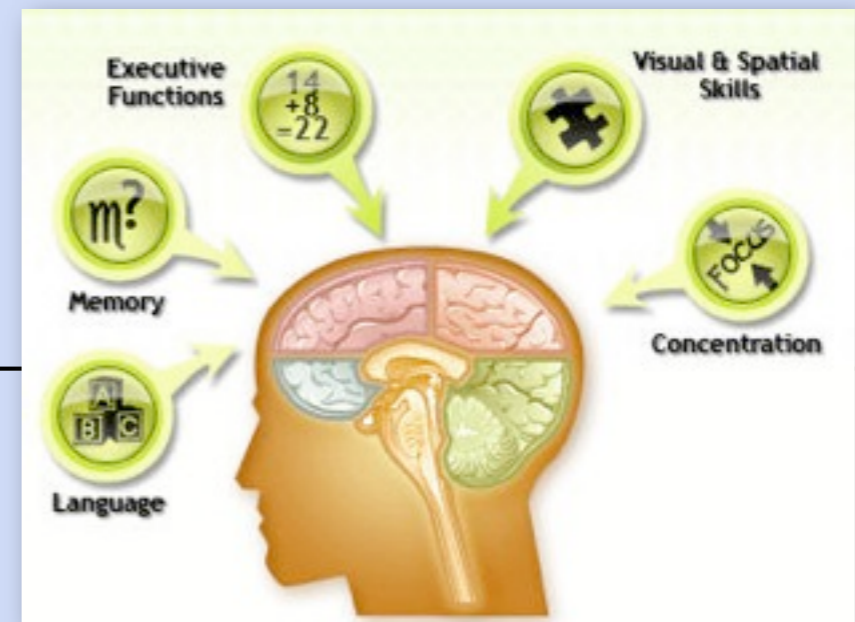 Executive
Functions
14
+8
=22
Visual & Spatial
Skills
m?
Memory
FOCUS
Concentration
A
B C
Language